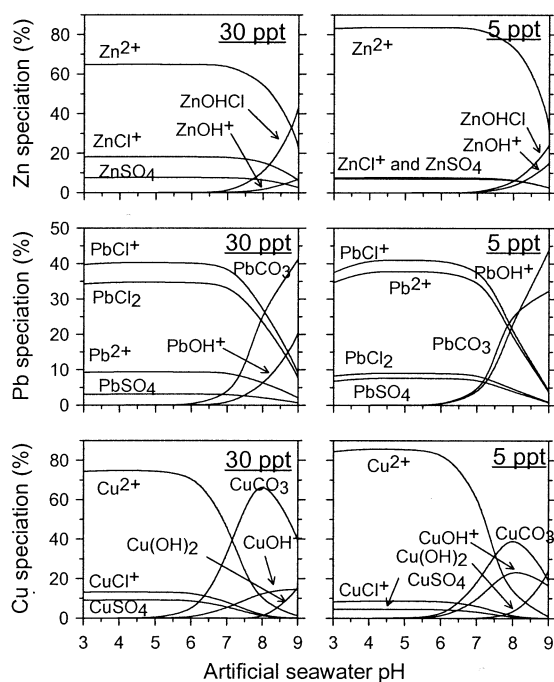 30 ppt
5 ppt
Zn speciation (%)
80
60
40
20
0
Zn2+
ZnOHCl
ZnOH+
ZnCl+
ZnSO4
Zn2+
ZnOHCl
ZnOH+
ZnCl+ and ZnSO4
30 ppt
5 ppt
Pb speciation (%)
50
40
30
20
10
0
PbCl+
PbCO3
PbCl2
Pb2+
PbOH+
PbSO4
PbCl+
PbOH+
Pb2+
PbCO3
PbCl2
PbSO4
30 ppt
5 ppt
Cu speciation (%)
80
60
40
20
0
Cu2+
CuCO3
Cu(OH)2
CuOH
CuCl+
CuSO4
Cu2+
CuOH+
CuCO3
Cu(OH)2
CuCl+
CuSO4
3 4 5 6 7 8 9
3 4 5 6 7 8 9
Artificial seawater pH